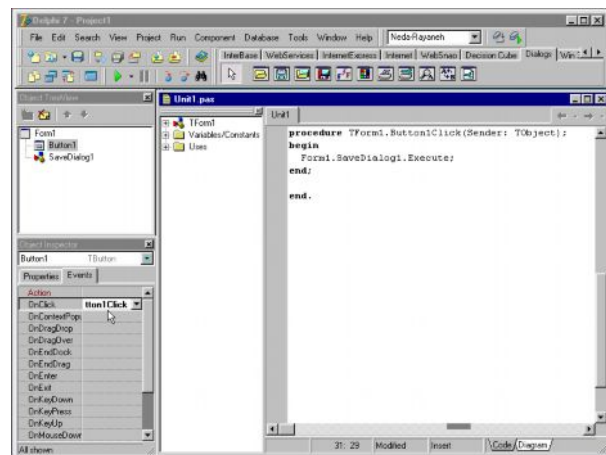 Delphi 7 - Project1
File Edit Search View Project Run Component Database Tools Window Help
Neda-Rayaneh
InterBase WebServices InternetExpress Internet WebSnap Decision Cube Dialogs Win
Object TreeView
Form1
Button1
SaveDialog1
Unit1.pas
TForm1
Variables/Constants
Uses
Unit1
procedure TForm1.Button1Click(Sender: TObject);
begin
Form1.SaveDialog1.Execute;
end;
end.
Object Inspector
Button1 TButton
Properties Events
Action
OnClick tton1Click
OnContextPopu
OnDragDrop
OnDragOver
OnEndDock
OnEndDrag
OnEnter
OnExit
OnKeyDown
OnKeyPress
OnKeyUp
OnMouseDowr
All shown
31: 29 Modified Insert Code Diagram